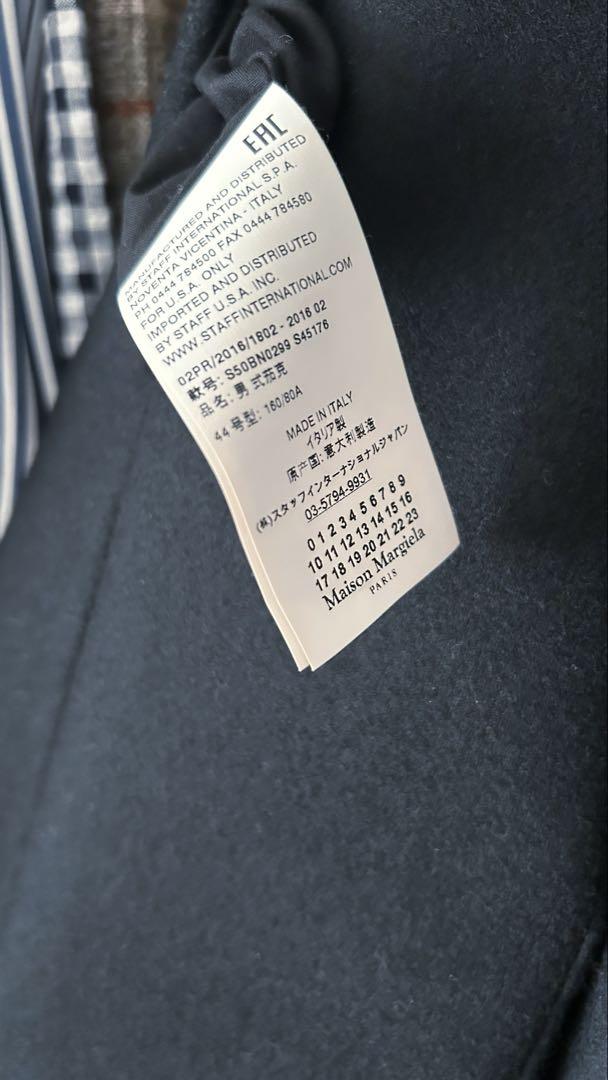 EAC
MANUFACTURED AND DISTRIBUTED
BY STAFF INTERNATIONAL S.P.A.
NOVENTA VICENTINA - ITALY
PH 0444 784500 FAX 0444 784580
FOR U.S.A. ONLY
IMPORTED AND DISTRIBUTED
BY STAFF U.S.A. INC.
WWW.STAFFINTERNATIONAL.COM
02PR/2016/1602 - 2016 02
款号: S50BN0299 S45176
品名: 男式茄克
44 号型: 160/80A
MADE IN ITALY
イタリア製
原产国: 意大利製造
(株)スタッフインターナショナルジャパン
03-5794-9931
0 1 2 3 4 5 6 7 8 9
10 11 12 13 14 15 16
17 18 19 20 21 22 23
Maison Margiela
PARIS